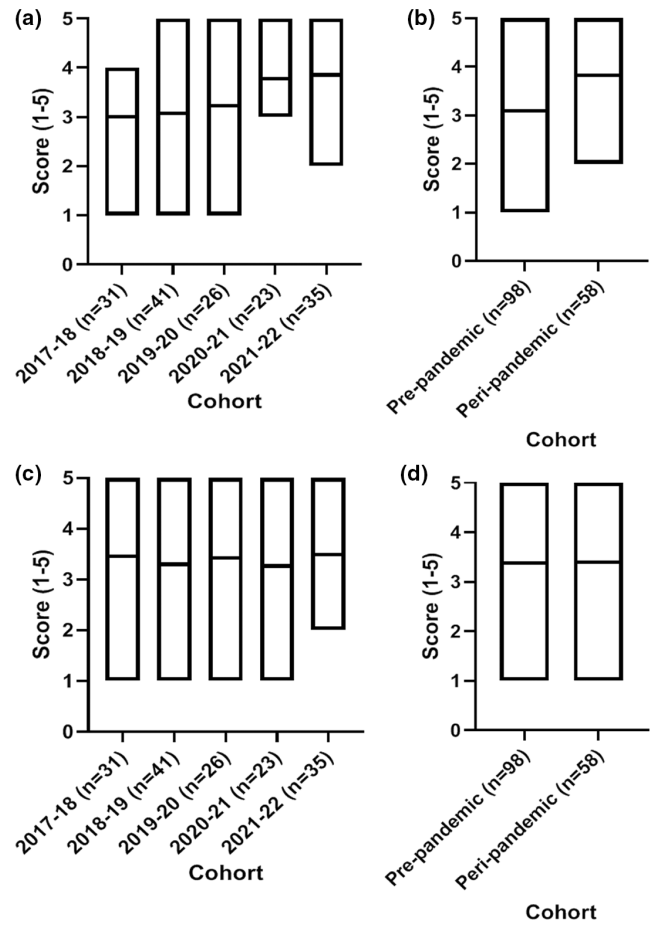 (a)
Score (1-5)
5
4
3
2
1
0
2017-18 (n=31)
2018-19 (n=41)
2019-20 (n=26)
2020-21 (n=23)
2021-22 (n=35)
Cohort
(b)
Score (1-5)
5
4
3
2
1
0
Pre-pandemic (n=98)
Peri-pandemic (n=58)
Cohort
(c)
Score (1-5)
5
4
3
2
1
0
2017-18 (n=31)
2018-19 (n=41)
2019-20 (n=26)
2020-21 (n=23)
2021-22 (n=35)
Cohort
(d)
Score (1-5)
5
4
3
2
1
0
Pre-pandemic (n=98)
Peri-pandemic (n=58)
Cohort